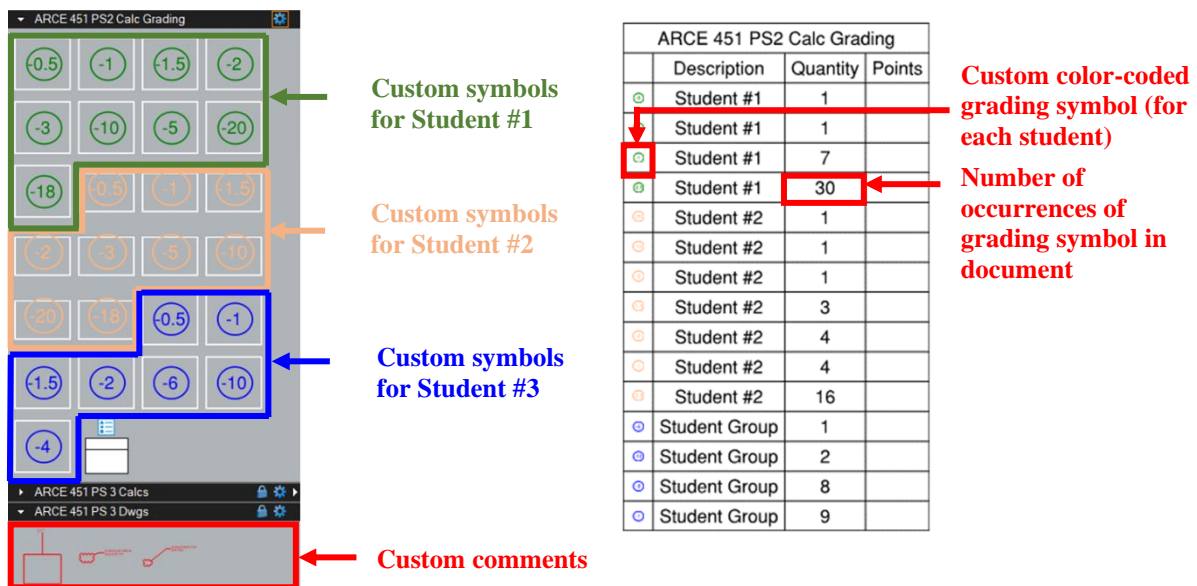 ARCE 451 PS2 Calc Grading
-0.5 -1 -1.5 -2
-3 -10 -5 -20
-18 -0.5 -1 -1.5
-2 -3 -5 -10
-20 -18 -0.5 -1
-1.5 -2 -6 -10
-4
ARCE 451 PS 3 Calcs
ARCE 451 PS 3 Dwgs
Custom symbols
for Student #1
Custom symbols
for Student #2
Custom symbols
for Student #3
Custom comments
ARCE 451 PS2 Calc Grading
Description Quantity Points
Student #1 1
Student #1 1
Student #1 7
Student #1 30
Student #2 1
Student #2 1
Student #2 1
Student #2 3
Student #2 4
Student #2 4
Student #2 16
Student Group 1
Student Group 2
Student Group 8
Student Group 9
Custom color-coded
grading symbol (for
each student)
Number of
occurrences of
grading symbol in
document